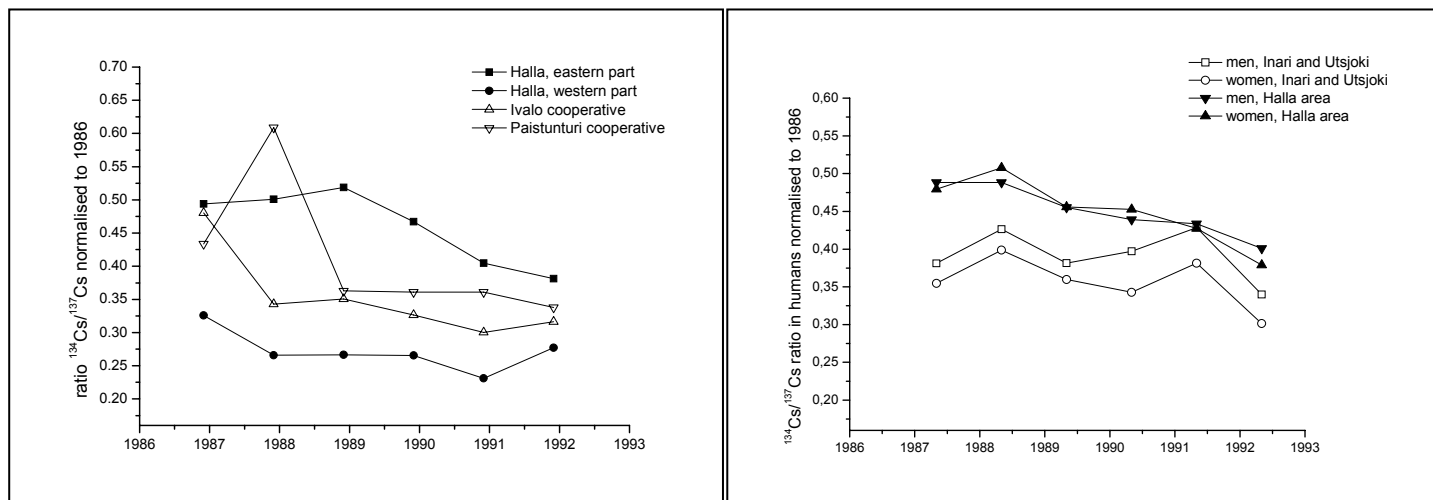 ratio ¹³⁴Cs/¹³⁷Cs normalised to 1986
0.70
0.65
0.60
0.55
0.50
0.45
0.40
0.35
0.30
0.25
0.20
1986 1987 1988 1989 1990 1991 1992 1993
Halla, eastern part
Halla, western part
Ivalo cooperative
Paistunturi cooperative
¹³⁴Cs/¹³⁷Cs ratio in humans normalised to 1986
0,60
0,55
0,50
0,45
0,40
0,35
0,30
0,25
0,20
1986 1987 1988 1989 1990 1991 1992 1993
men, Inari and Utsjoki
women, Inari and Utsjoki
men, Halla area
women, Halla area